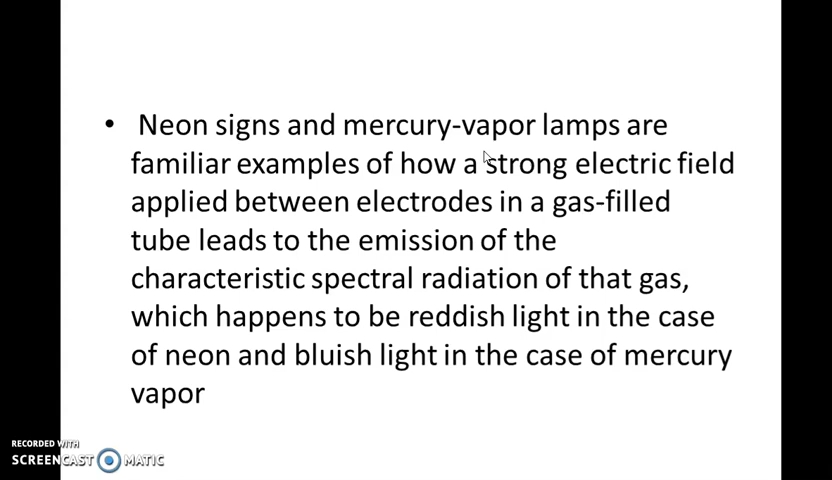 • Neon signs and mercury-vapor lamps are
familiar examples of how a strong electric field
applied between electrodes in a gas-filled
tube leads to the emission of the
characteristic spectral radiation of that gas,
which happens to be reddish light in the case
of neon and bluish light in the case of mercury
vapor
RECORDED WITH
SCREENCAST MATIC